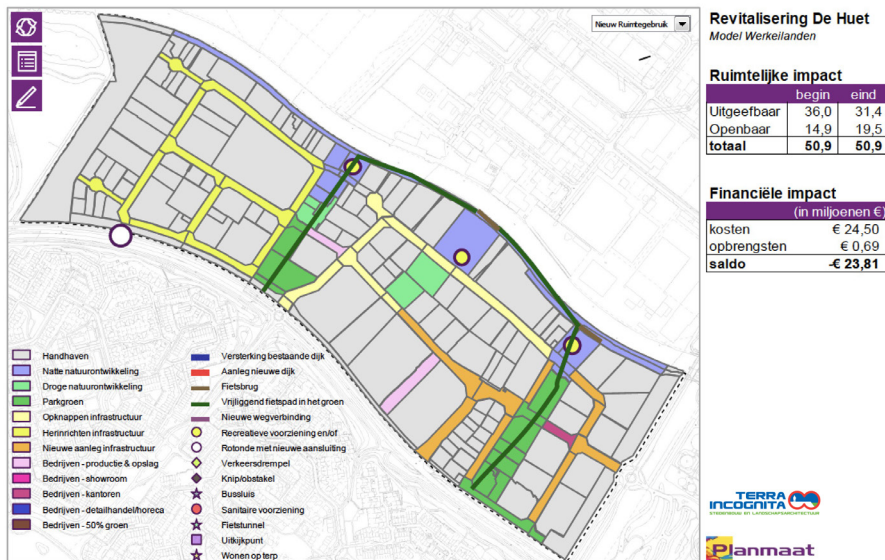 Nieuw Ruimtegebruik
Revitalisering De Huet
Model Werkeilanden
Ruimtelijke impact
begin eind
Uitgeefbaar 36,0 31,4
Openbaar 14,9 19,5
totaal 50,9 50,9
Financiële impact
(in miljoenen €)
kosten € 24,50
opbrengsten € 0,69
saldo -€ 23,81
Handhaven
Natte natuurontwikkeling
Droge natuurontwikkeling
Parkgroen
Opknappen infrastructuur
Herinrichten infrastructuur
Nieuwe aanleg infrastructuur
Bedrijven - productie & opslag
Bedrijven - showroom
Bedrijven - kantoren
Bedrijven - detailhandel/horeca
Bedrijven - 50% groen
Versterking bestaande dijk
Aanleg nieuwe dijk
Fietsbrug
Vrijliggend fietspad in het groen
Nieuwe wegverbinding
Recreatieve voorziening en/of
Rotonde met nieuwe aansluiting
Verkeersdrempel
Knip/obstakel
Bussluis
Sanitaire voorziening
Fietstunnel
Uitkijkpunt
Wonen op terp
TERRA
INCOGNITA
STEDENBOUW EN LANDSCHAPSARCHITECTUUR
Planmaat